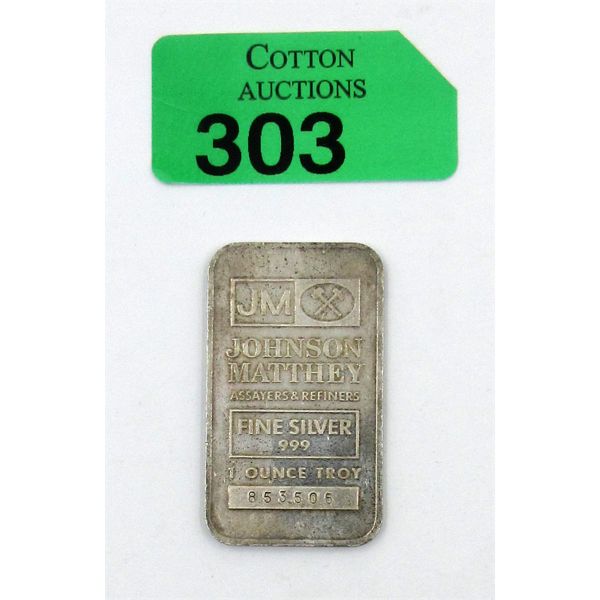 COTTON
AUCTIONS
303
JM
JOHNSON
MATTHEY
ASSAYERS & REFINERS
FINE SILVER
999
1 OUNCE TROY
853506